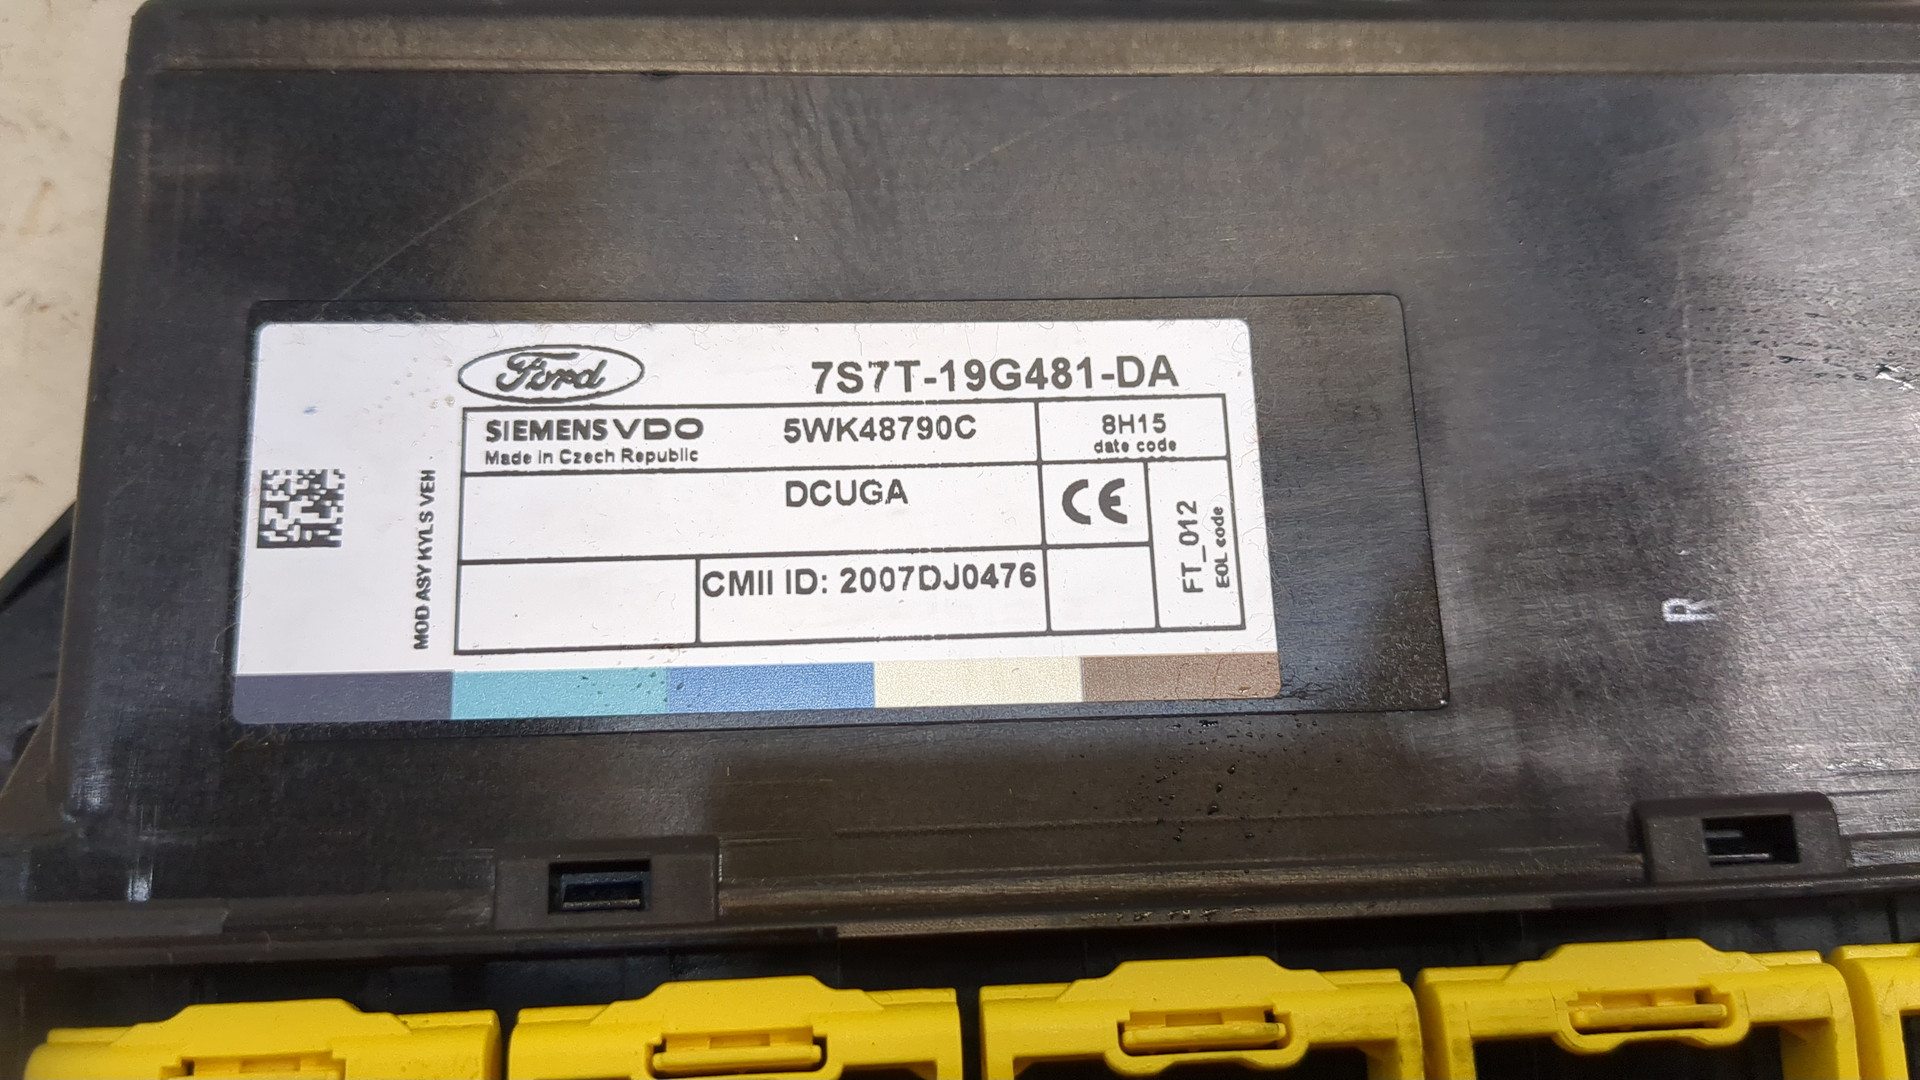 Ford
7S7T-19G481-DA
SIEMENS VDO
5WK48790C
8H15
Made in Czech Republic
date code
DCUGA
CE
FT_012
EOL code
CMII ID: 2007DJ0476
MOD ASY KYLS VEH
R